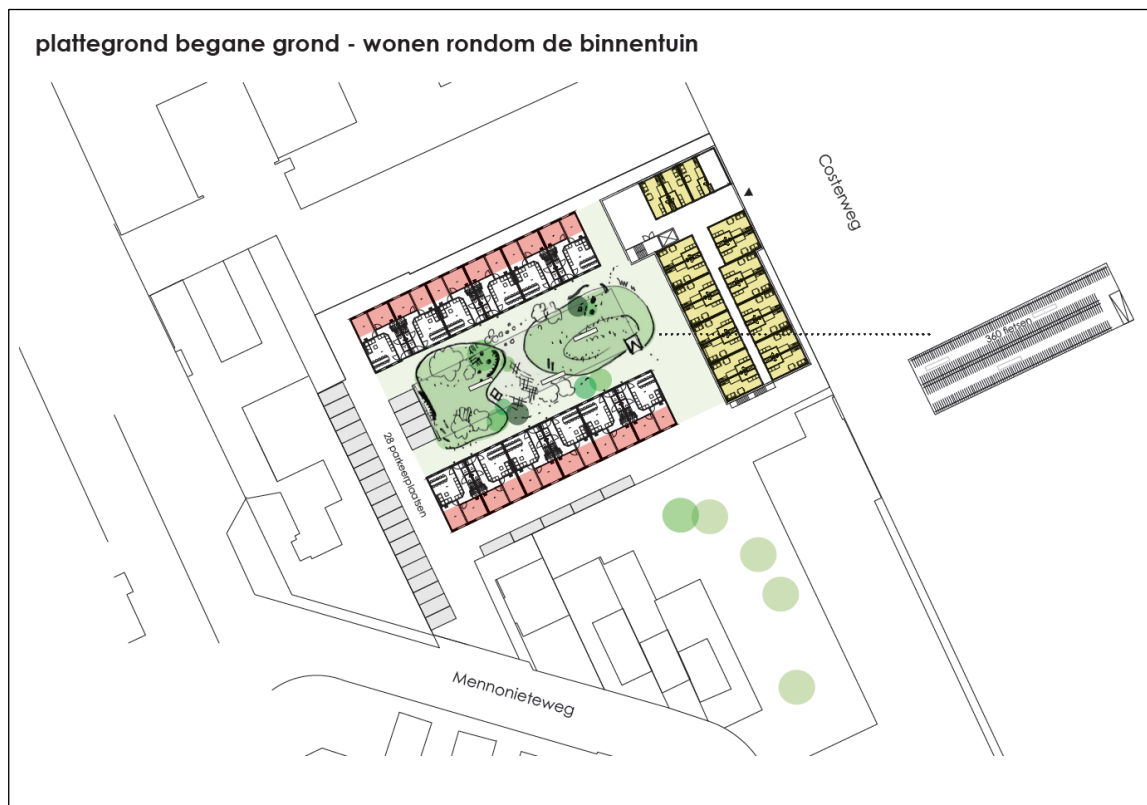 plattegrond begane grond - wonen rondom de binnentuin
Costerweg
360 fietsen
28 parkeerplaatsen
Mennonieteweg